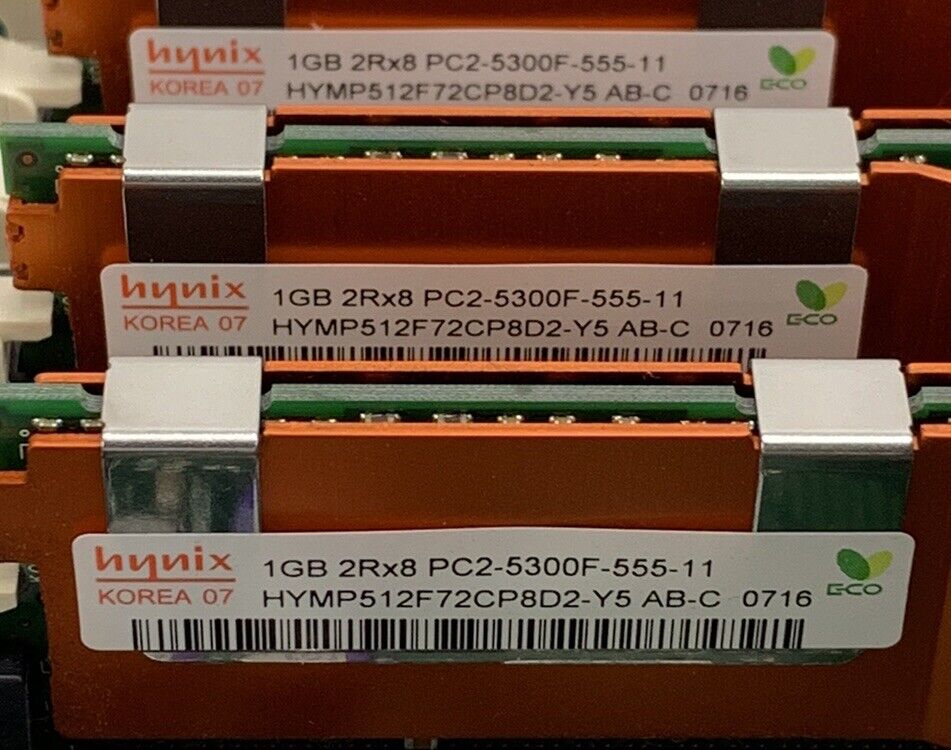 hynix
KOREA 07
1GB 2Rx8 PC2-5300F-555-11
HYMP512F72CP8D2-Y5 AB-C 0716
ECO
hynix
KOREA 07
1GB 2Rx8 PC2-5300F-555-11
HYMP512F72CP8D2-Y5 AB-C 0716
ECO
hynix
KOREA 07
1GB 2Rx8 PC2-5300F-555-11
HYMP512F72CP8D2-Y5 AB-C 0716
ECO